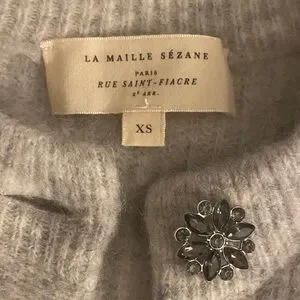 LA MAILLE SÉZANE
PARIS
RUE SAINT-FIACRE
2E ARR.
XS